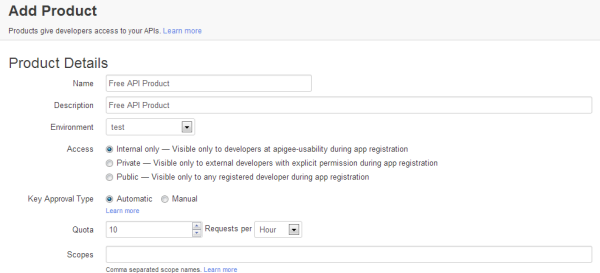 Add Product
Products give developers access to your APIs. Learn more
Product Details
Name Free API Product
Description Free API Product
Environment test
Access Internal only — Visible only to developers at apigee-usability during app registration
Private — Visible only to external developers with explicit permission during app registration
Public — Visible only to any registered developer during app registration
Key Approval Type Automatic Manual
Learn more
Quota 10 Requests per Hour
Scopes
Comma separated scope names. Learn more